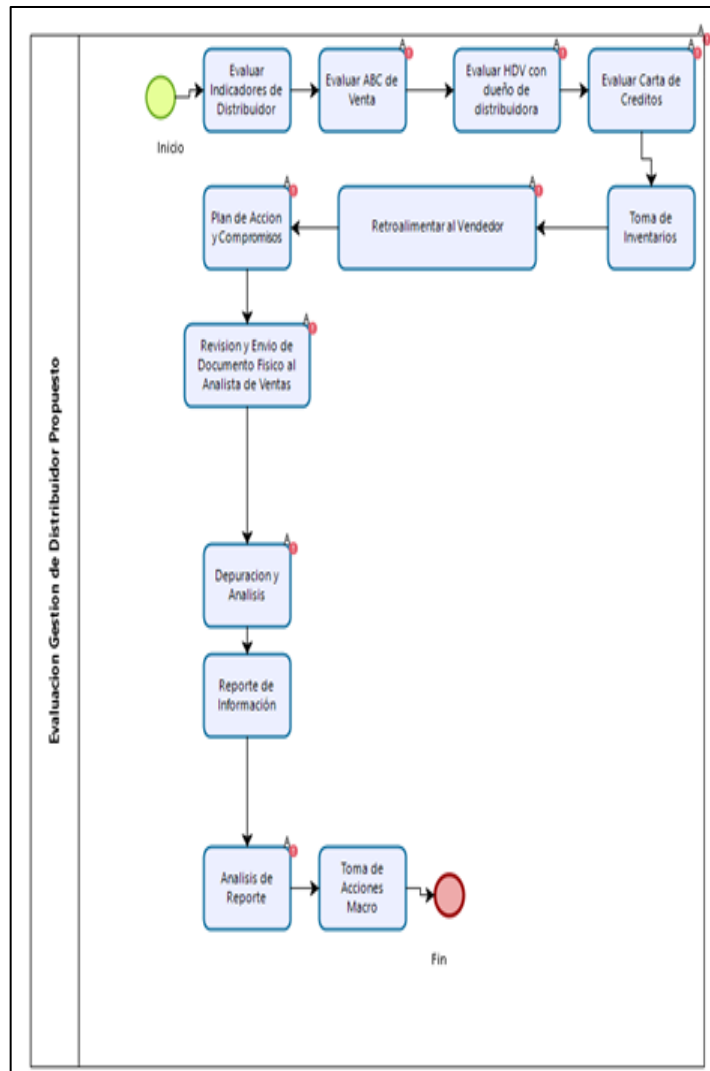 Evaluacion Gestion de Distribuidor Propuesto
Inicio
Evaluar
Indicadores de
Distribuidor
Evaluar ABC de
Venta
Evaluar HDV con
dueño de
distribuidora
Evaluar Carta de
Creditos
Toma de
Inventarios
Retroalimentar al Vendedor
Plan de Accion
y Compromisos
Revision y Envio de
Documento Fisico al
Analista de Ventas
Depuracion y
Analisis
Reporte de
Información
Analisis de
Reporte
Toma de
Acciones
Macro
Fin